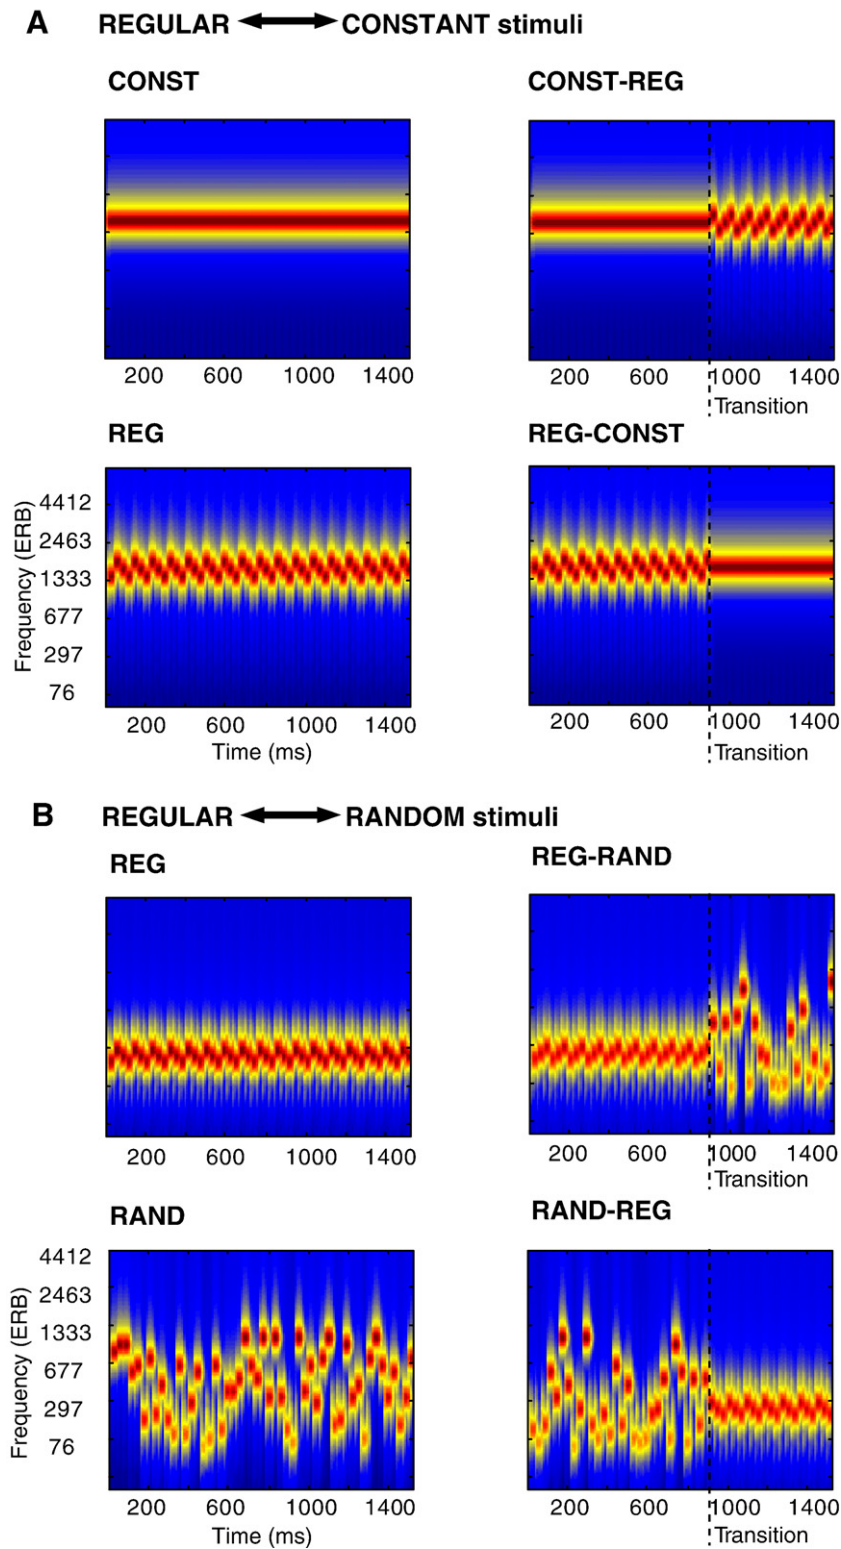 A REGULAR ⟷ CONSTANT stimuli
CONST
CONST-REG
200 600 1000 1400
200 600 1000 1400
Transition
REG
REG-CONST
Frequency (ERB)
4412
2463
1333
677
297
76
200 600 1000 1400
Time (ms)
200 600 1000 1400
Transition
B REGULAR ⟷ RANDOM stimuli
REG
REG-RAND
200 600 1000 1400
200 600 1000 1400
Transition
RAND
RAND-REG
Frequency (ERB)
4412
2463
1333
677
297
76
200 600 1000 1400
Time (ms)
200 600 1000 1400
Transition